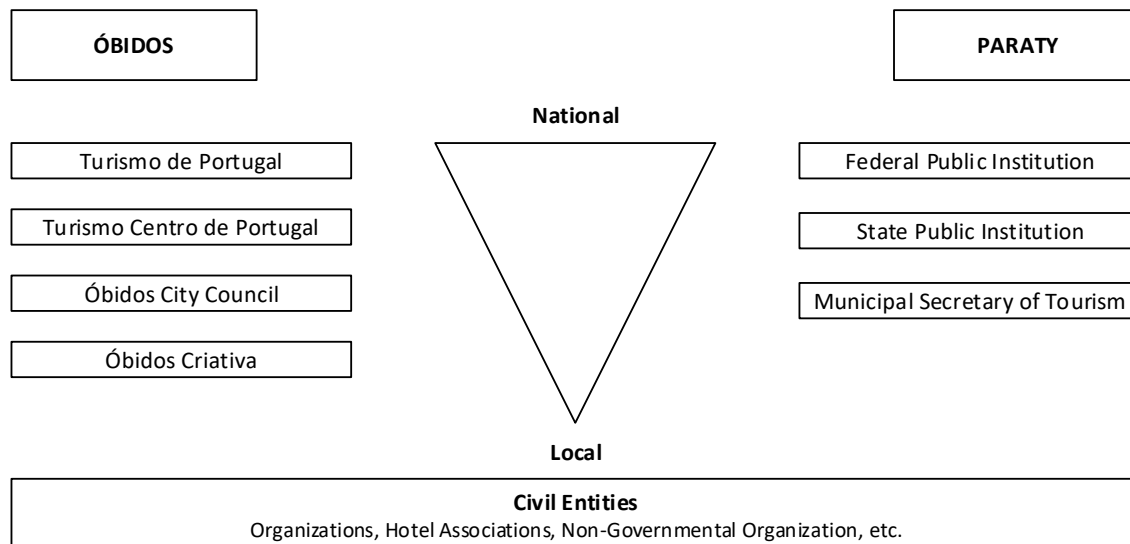 ÓBIDOS
PARATY
National
Turismo de Portugal
Federal Public Institution
Turismo Centro de Portugal
State Public Institution
Óbidos City Council
Municipal Secretary of Tourism
Óbidos Criativa
Local
Civil Entities
Organizations, Hotel Associations, Non-Governmental Organization, etc.